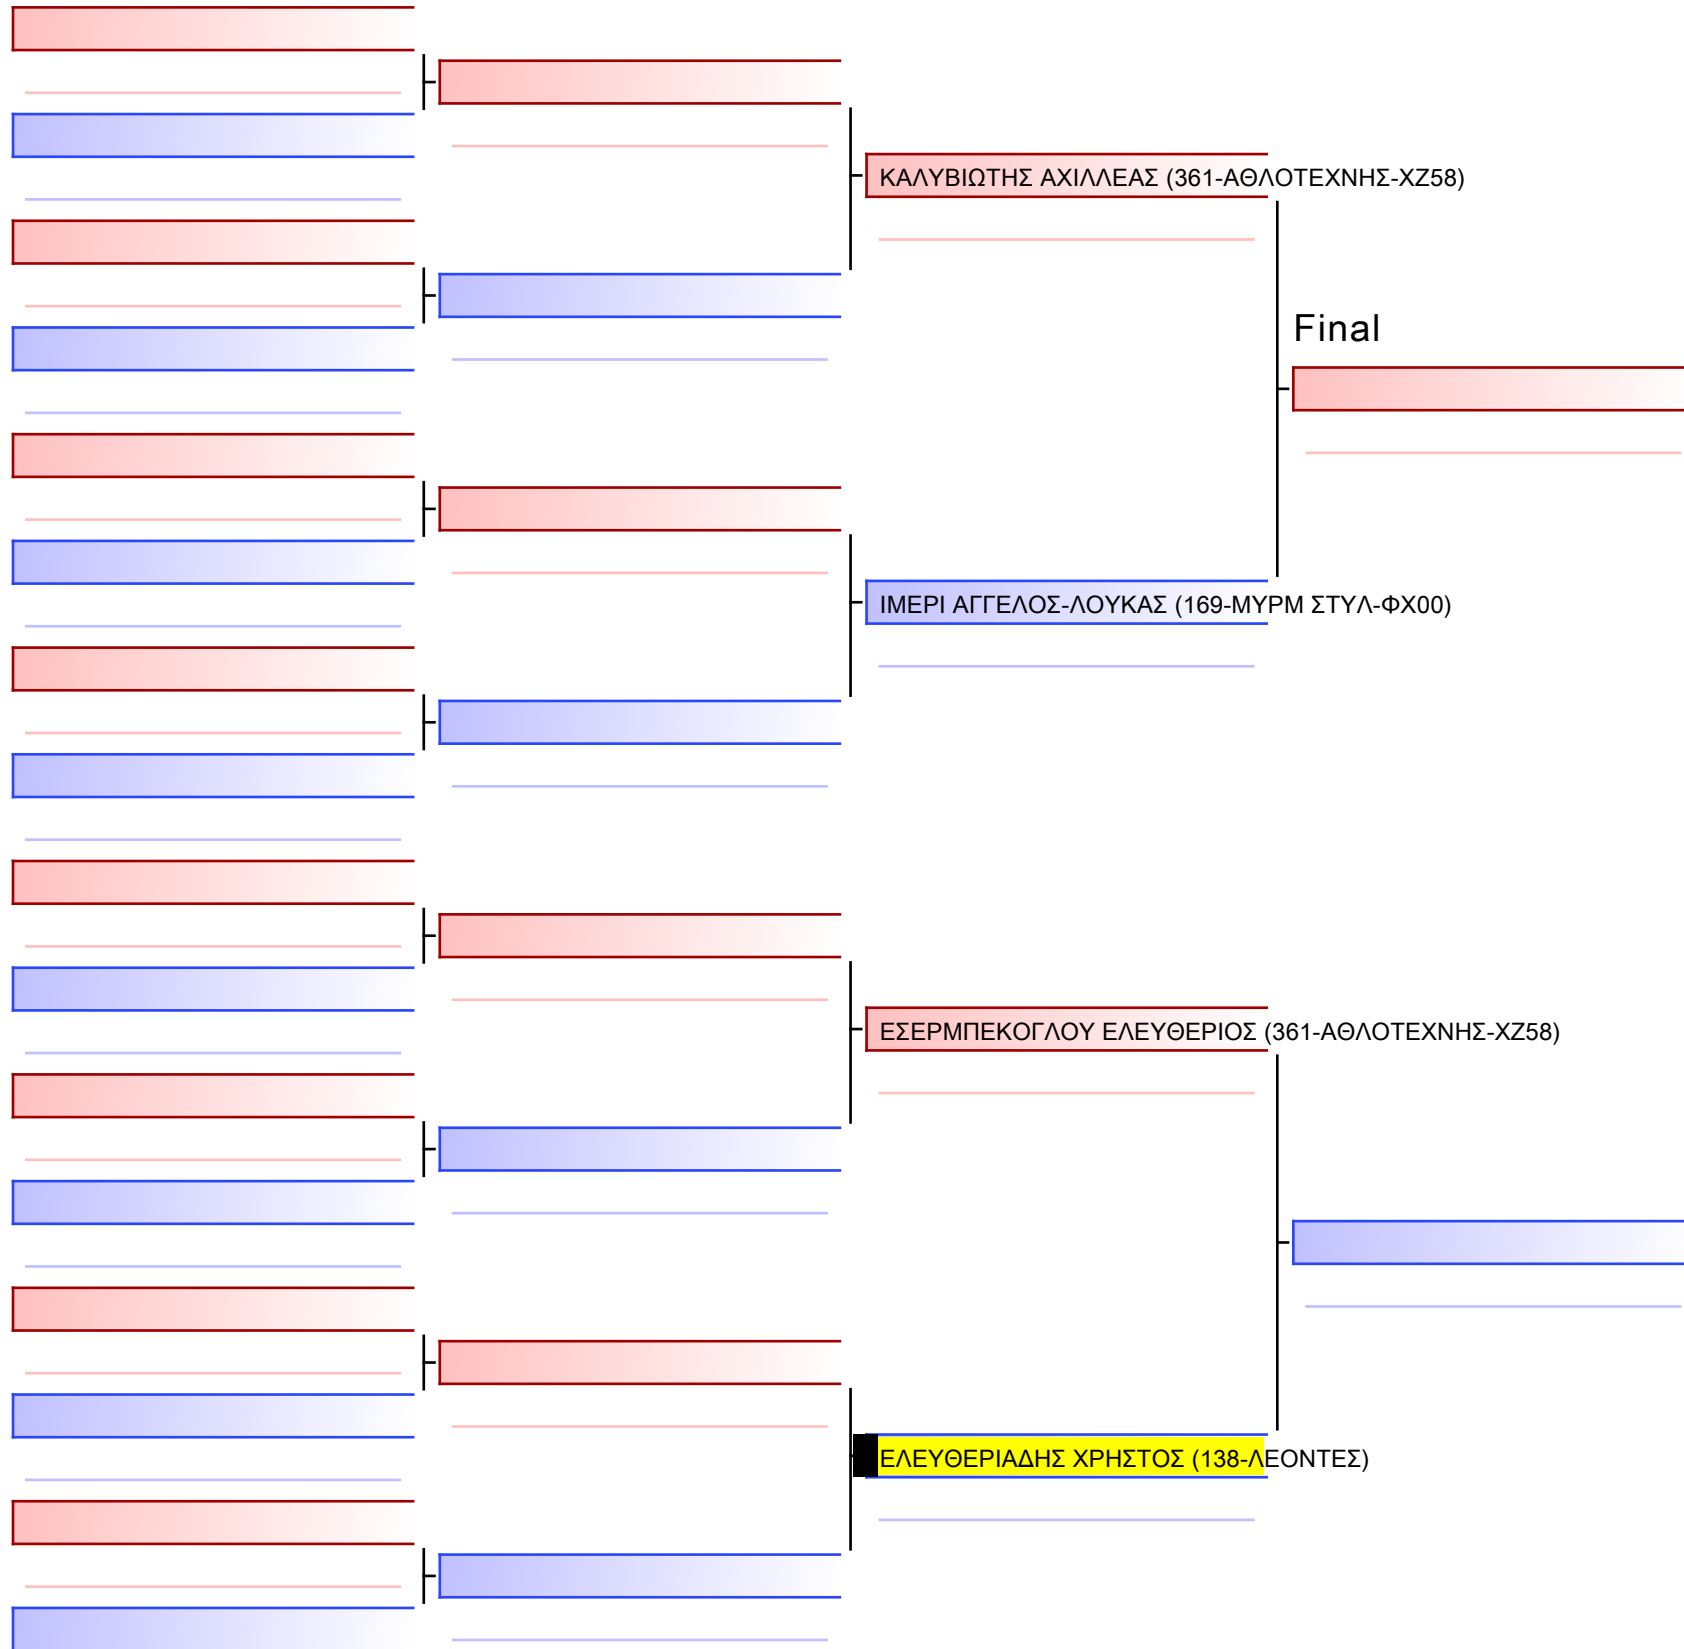 ΚΑΛΥΒΙΩΤΗΣ ΑΧΙΛΛΕΑΣ (361-ΑΘΛΟΤΕΧΝΗΣ-ΧΖ58)
Final
ΙΜΕΡΙ ΑΓΓΕΛΟΣ-ΛΟΥΚΑΣ (169-ΜΥΡΜ ΣΤΥΛ-ΦΧ00)
ΕΣΕΡΜΠΕΚΟΓΛΟΥ ΕΛΕΥΘΕΡΙΟΣ (361-ΑΘΛΟΤΕΧΝΗΣ-ΧΖ58)
ΕΛΕΥΘΕΡΙΑΔΗΣ ΧΡΗΣΤΟΣ (138-ΛΕΟΝΤΕΣ)